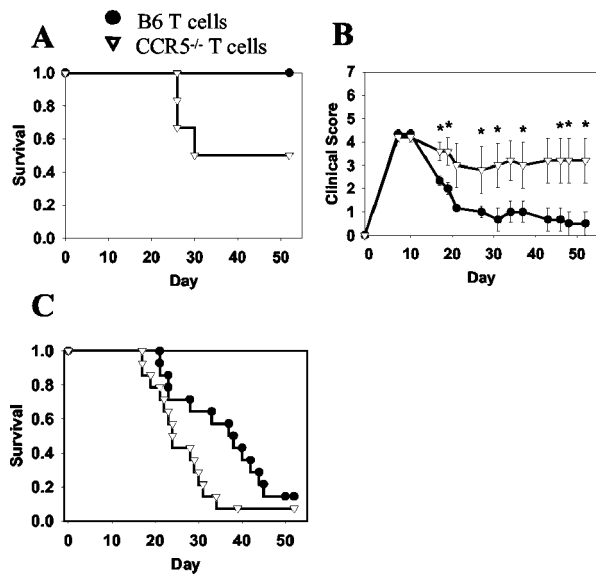 B6 T cells
CCR5-/- T cells
A
B
1.0
0.8
0.6
0.4
0.2
0.0
Survival
0 10 20 30 40 50
Day
7
6
5
4
3
2
1
0
Clinical Score
* * * * * * * *
0 10 20 30 40 50
Day
C
1.0
0.8
0.6
0.4
0.2
0.0
Survival
0 10 20 30 40 50
Day